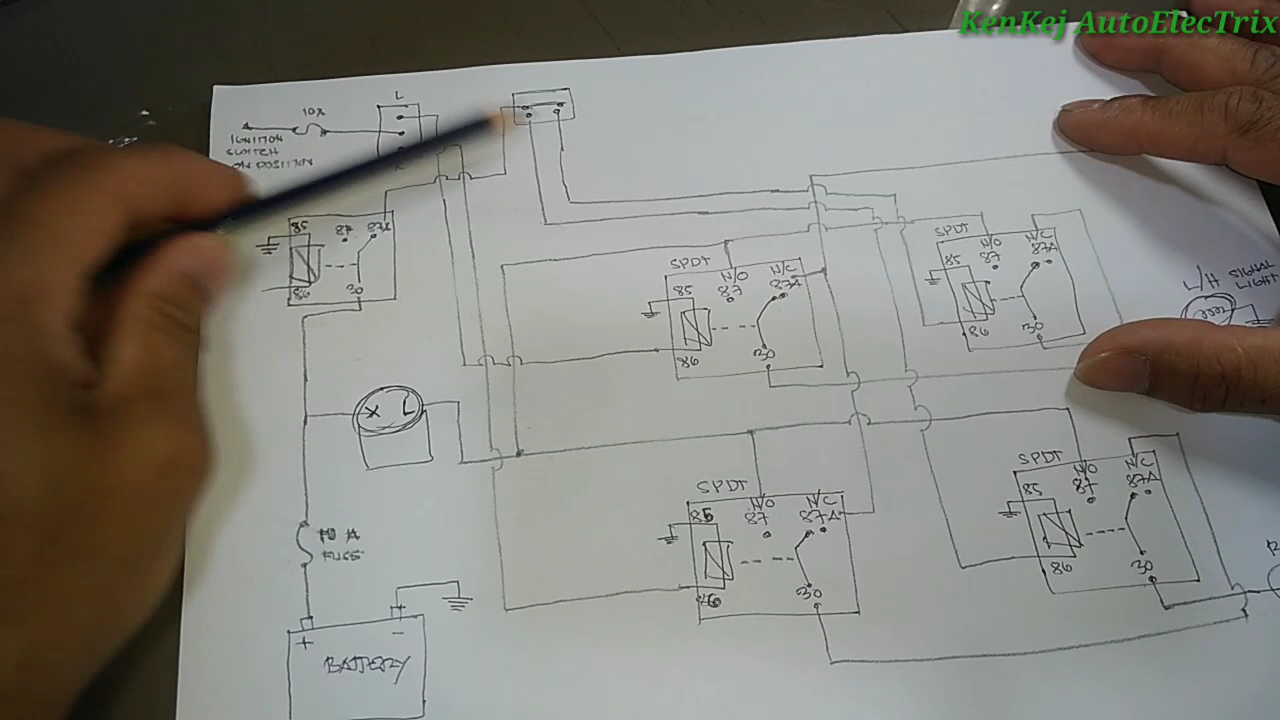 KenKej AutoElecTrix
L
10A
IGNITION
SWITCH
ON POSITION
85
87
87A
86
30
SPDT
N/O
N/C
85
87
87A
86
30
SPDT
N/O
N/C
85
87
87A
86
30
L/H SIGNAL
LIGHT
X L
10 A
FUSE
+
-
BATTERY
SPDT
N/O
N/C
85
87
87A
86
30
SPDT
N/O
N/C
85
87
87A
86
30
R